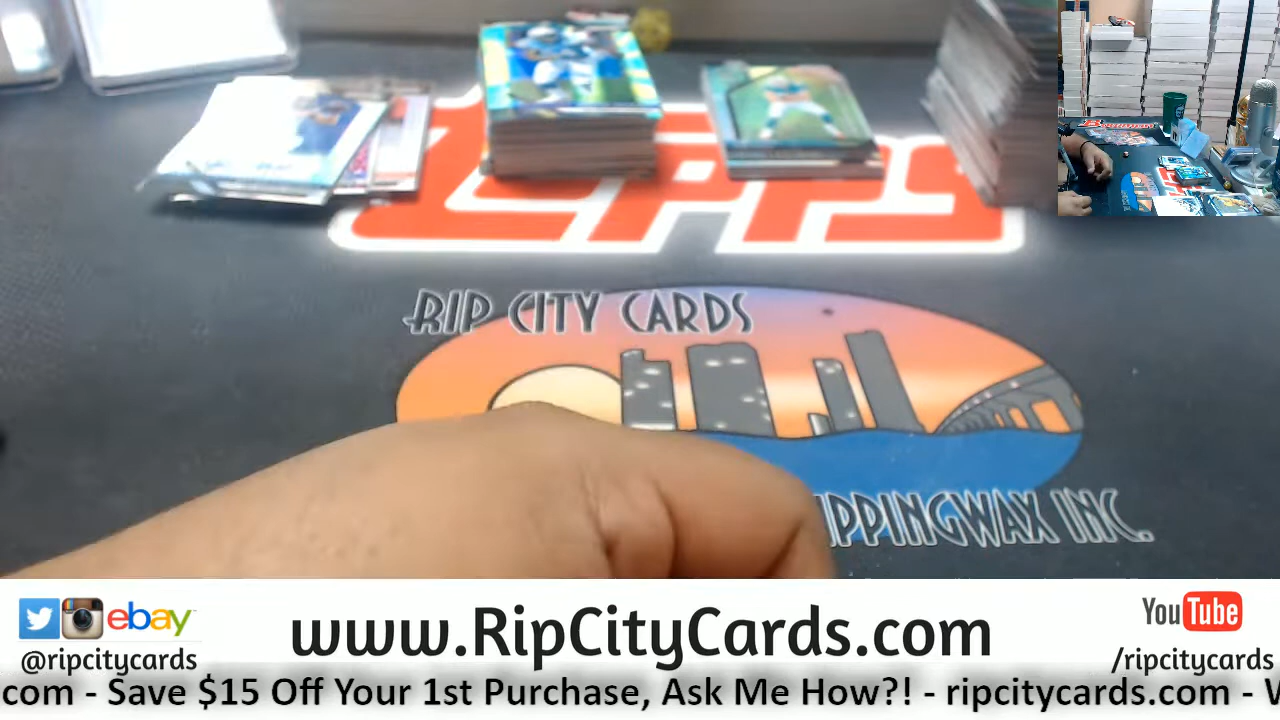 RIP CITY CARDS
IPPINGWAX INC.
ebay
@ripcitycards
www.RipCityCards.com
YouTube
/ripcitycards
com - Save $15 Off Your 1st Purchase, Ask Me How?! - ripcitycards.com -